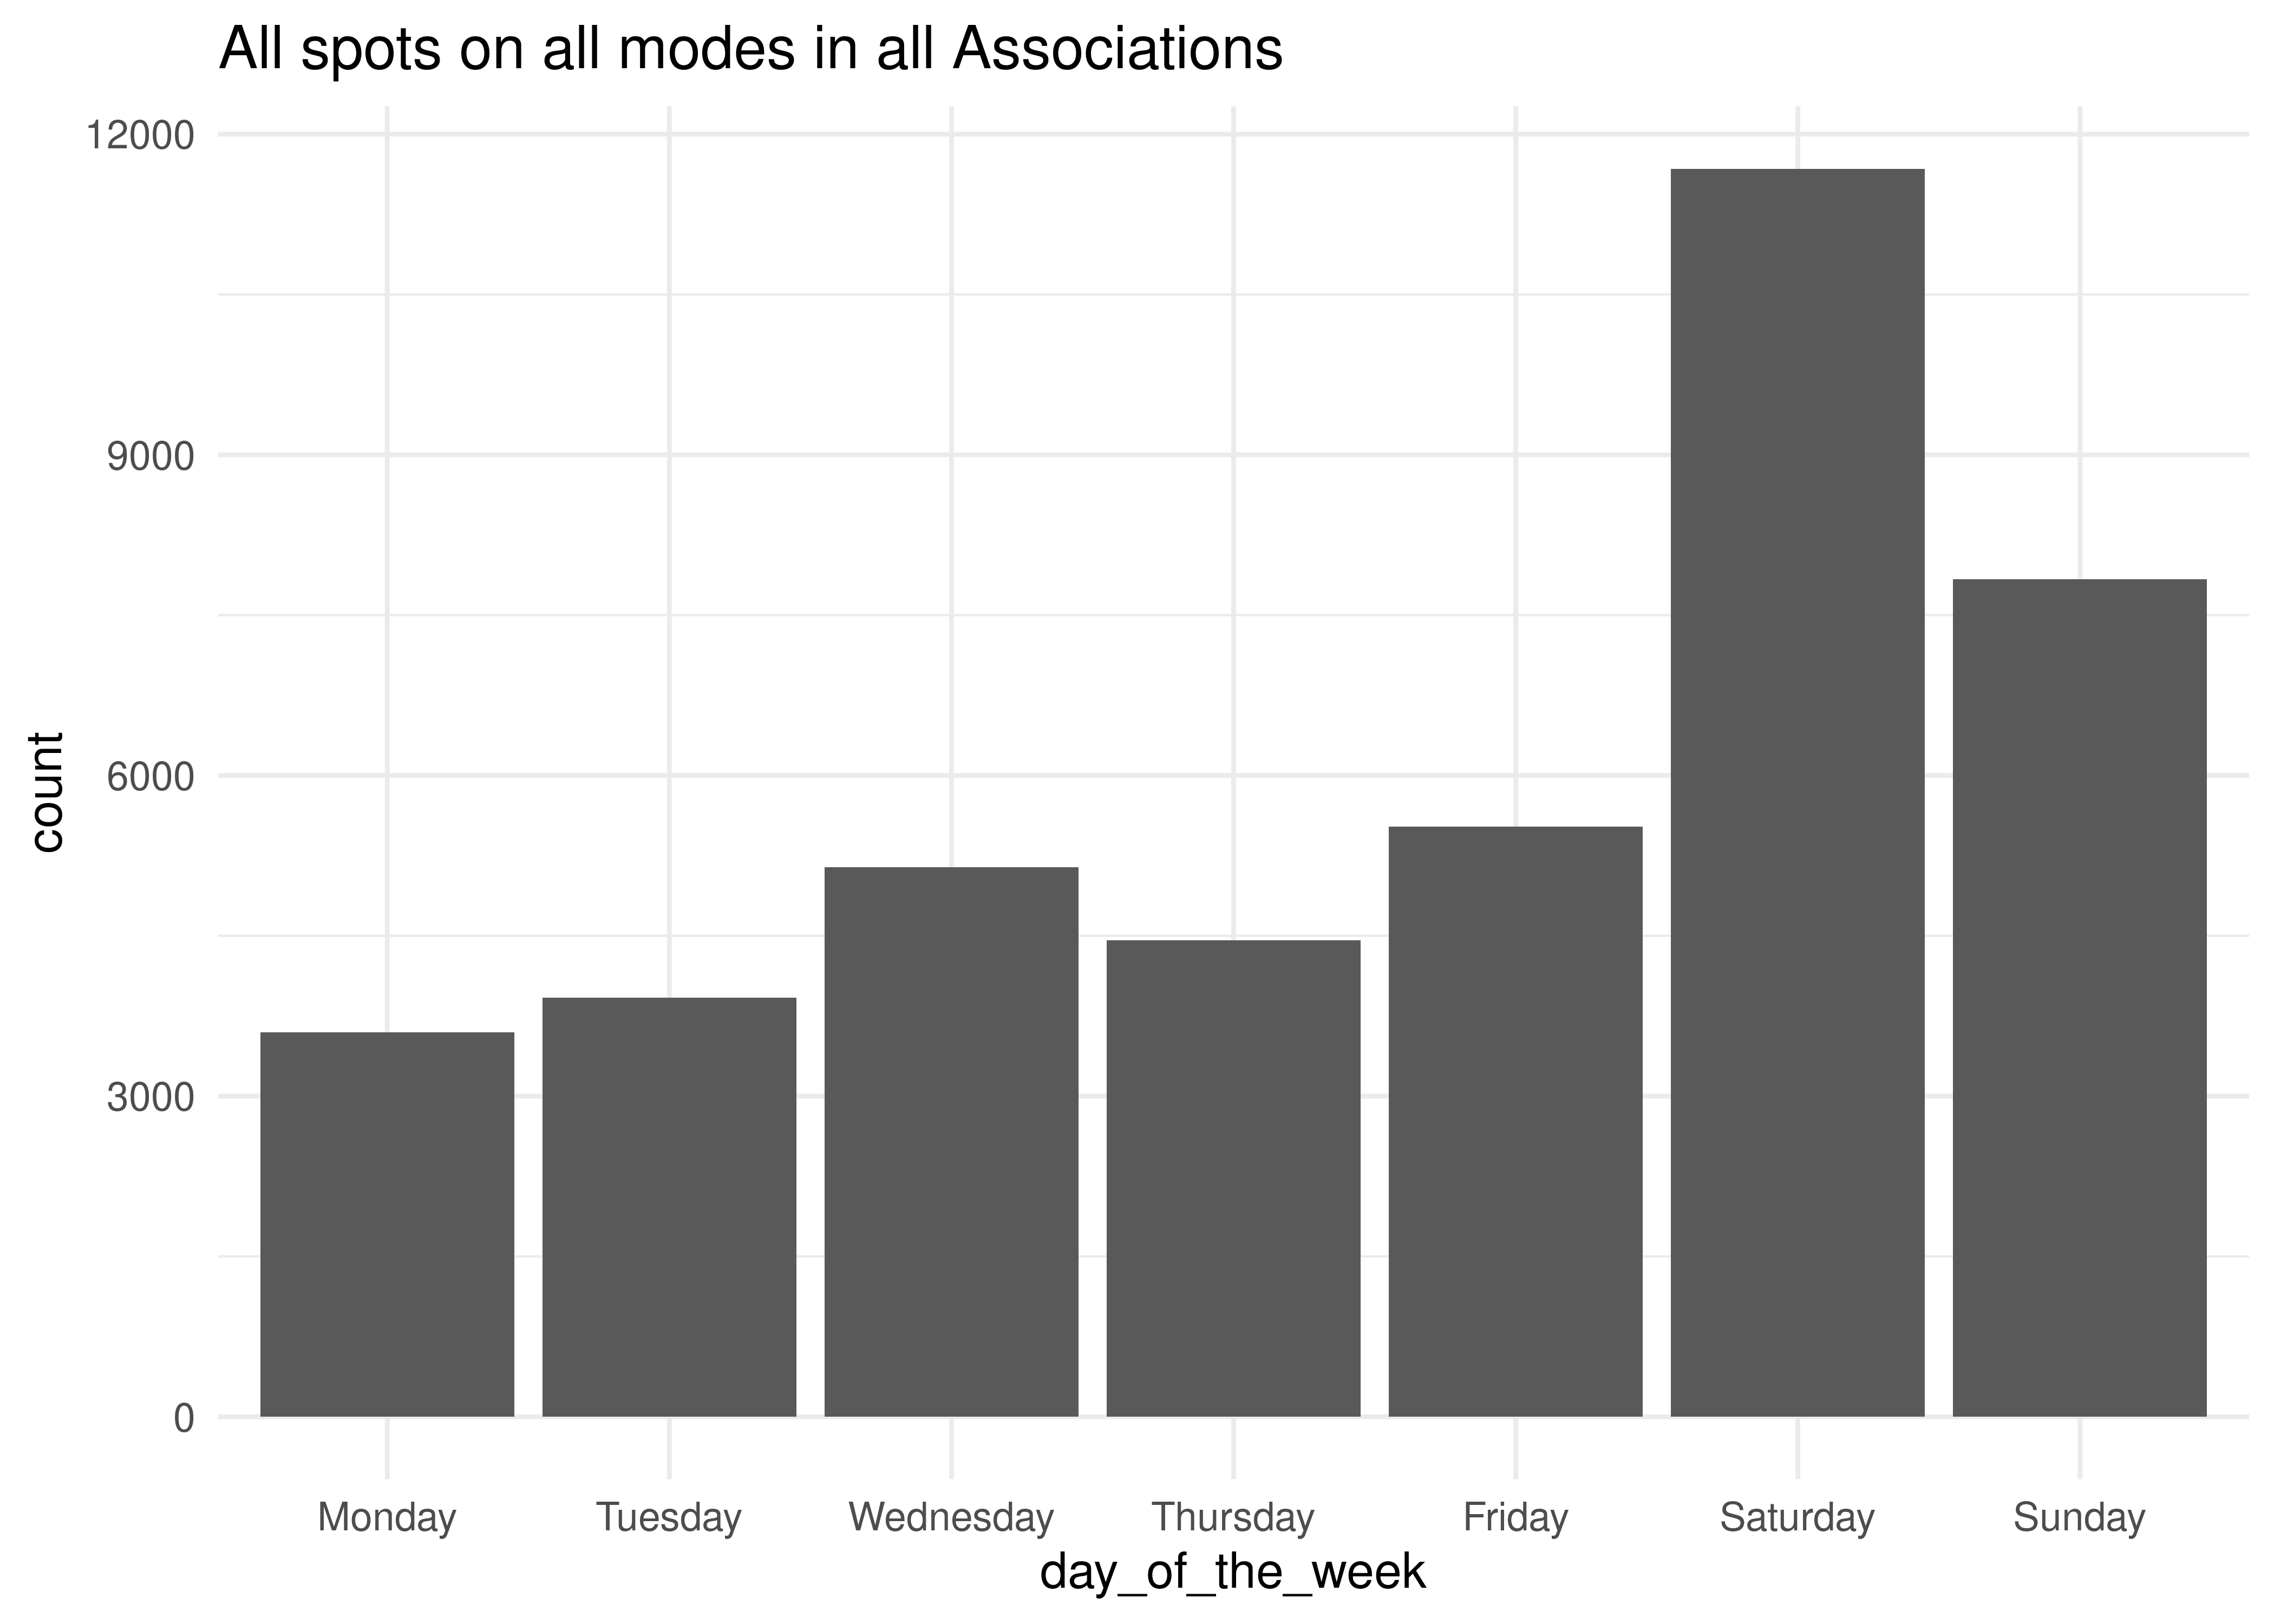 All spots on all modes in all Associations
12000
9000
6000
3000
0
count
Monday Tuesday Wednesday Thursday Friday Saturday Sunday
day_of_the_week